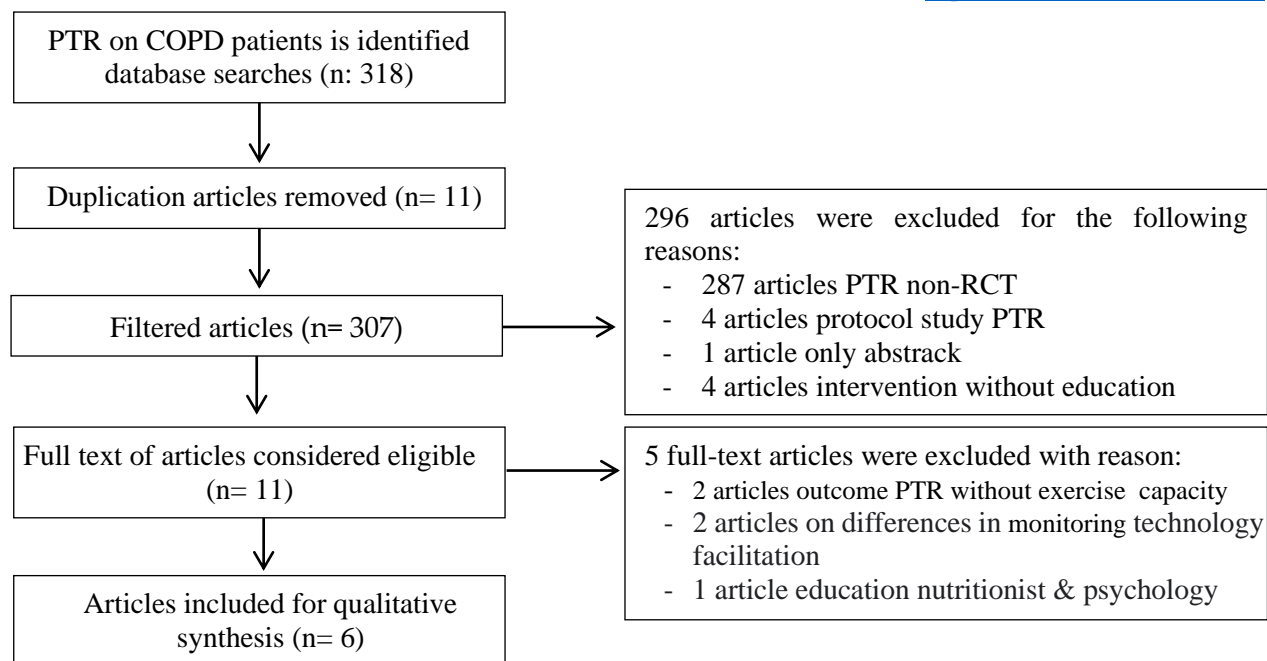 PTR on COPD patients is identified
database searches (n: 318)
Duplication articles removed (n= 11)
296 articles were excluded for the following
reasons:
- 287 articles PTR non-RCT
- 4 articles protocol study PTR
- 1 article only abstrack
- 4 articles intervention without education
Filtered articles (n= 307)
Full text of articles considered eligible
(n= 11)
5 full-text articles were excluded with reason:
- 2 articles outcome PTR without exercise capacity
- 2 articles on differences in monitoring technology
facilitation
- 1 article education nutritionist & psychology
Articles included for qualitative
synthesis (n= 6)